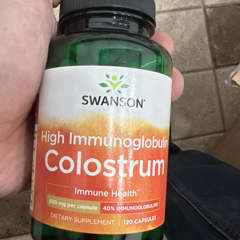 SWANSON®
High Immunoglobulin
Colostrum
Immune Health
500 mg per capsule 40% IMMUNOGLOBULINS
DIETARY SUPPLEMENT 120 CAPSULES